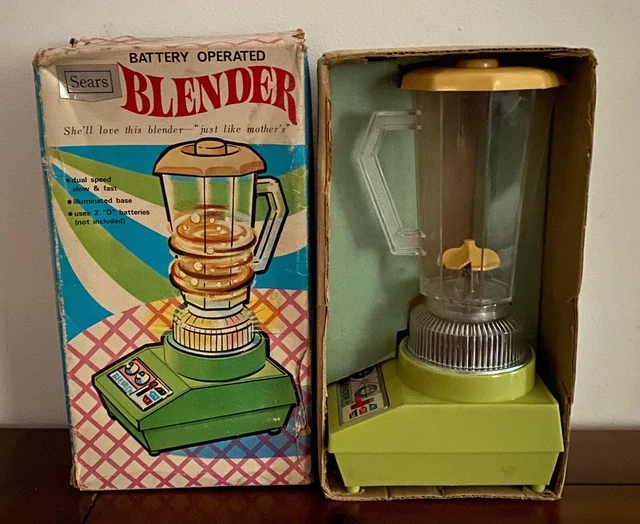 BATTERY OPERATED
Sears
BLENDER
She'll love this blender—"just like mother's"
• dual speed
slow & fast
• illuminated base
• uses 2 "D" batteries
(not included)